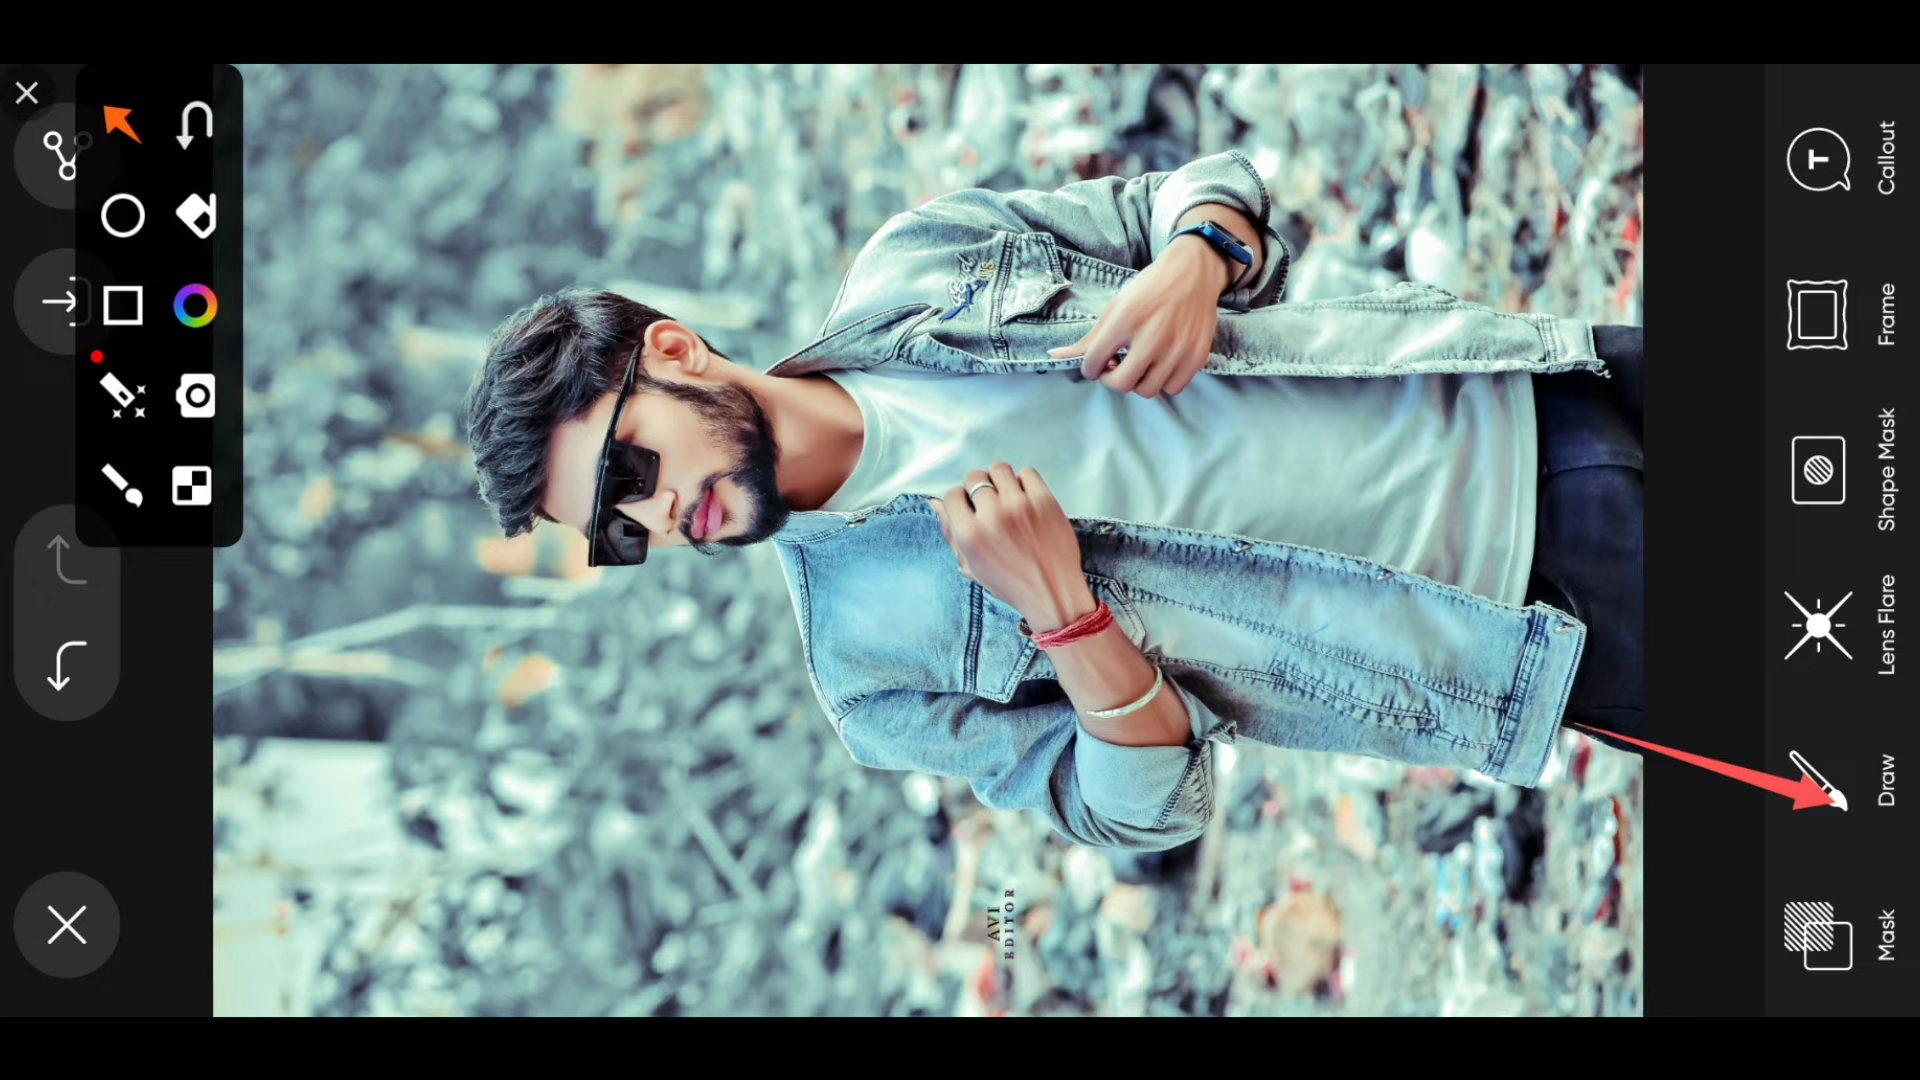 Mask
Draw
Lens Flare
Shape Mask
Frame
T
Callout
AVI
EDITOR